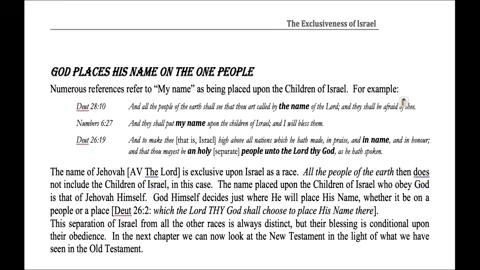 The Exclusiveness of Israel
GOD PLACES HIS NAME ON THE ONE PEOPLE
Numerous references refer to “My name” as being placed upon the Children of Israel. For example:
Deut 28:10 And all the people of the earth shall see that thou art called by the name of the Lord; and they shall be afraid of thee.
Numbers 6:27 And they shall put my name upon the children of Israel; and I will bless them.
Deut 26:19 And to make thee [that is, Israel] high above all nations which he hath made, in praise, and in name, and in honour;
and that thou mayest be an holy [separate] people unto the Lord thy God, as he hath spoken.
The name of Jehovah [AV The Lord] is exclusive upon Israel as a race. All the people of the earth then does
not include the Children of Israel, in this case. The name placed upon the Children of Israel who obey God
is that of Jehovah Himself. God Himself decides just where He will place His Name, whether it be on a
people or a place [Deut 26:2: which the LORD THY God shall choose to place His Name there].
This separation of Israel from all the other races is always distinct, but their blessing is conditional upon
their obedience. In the next chapter we can now look at the New Testament in the light of what we have
seen in the Old Testament.